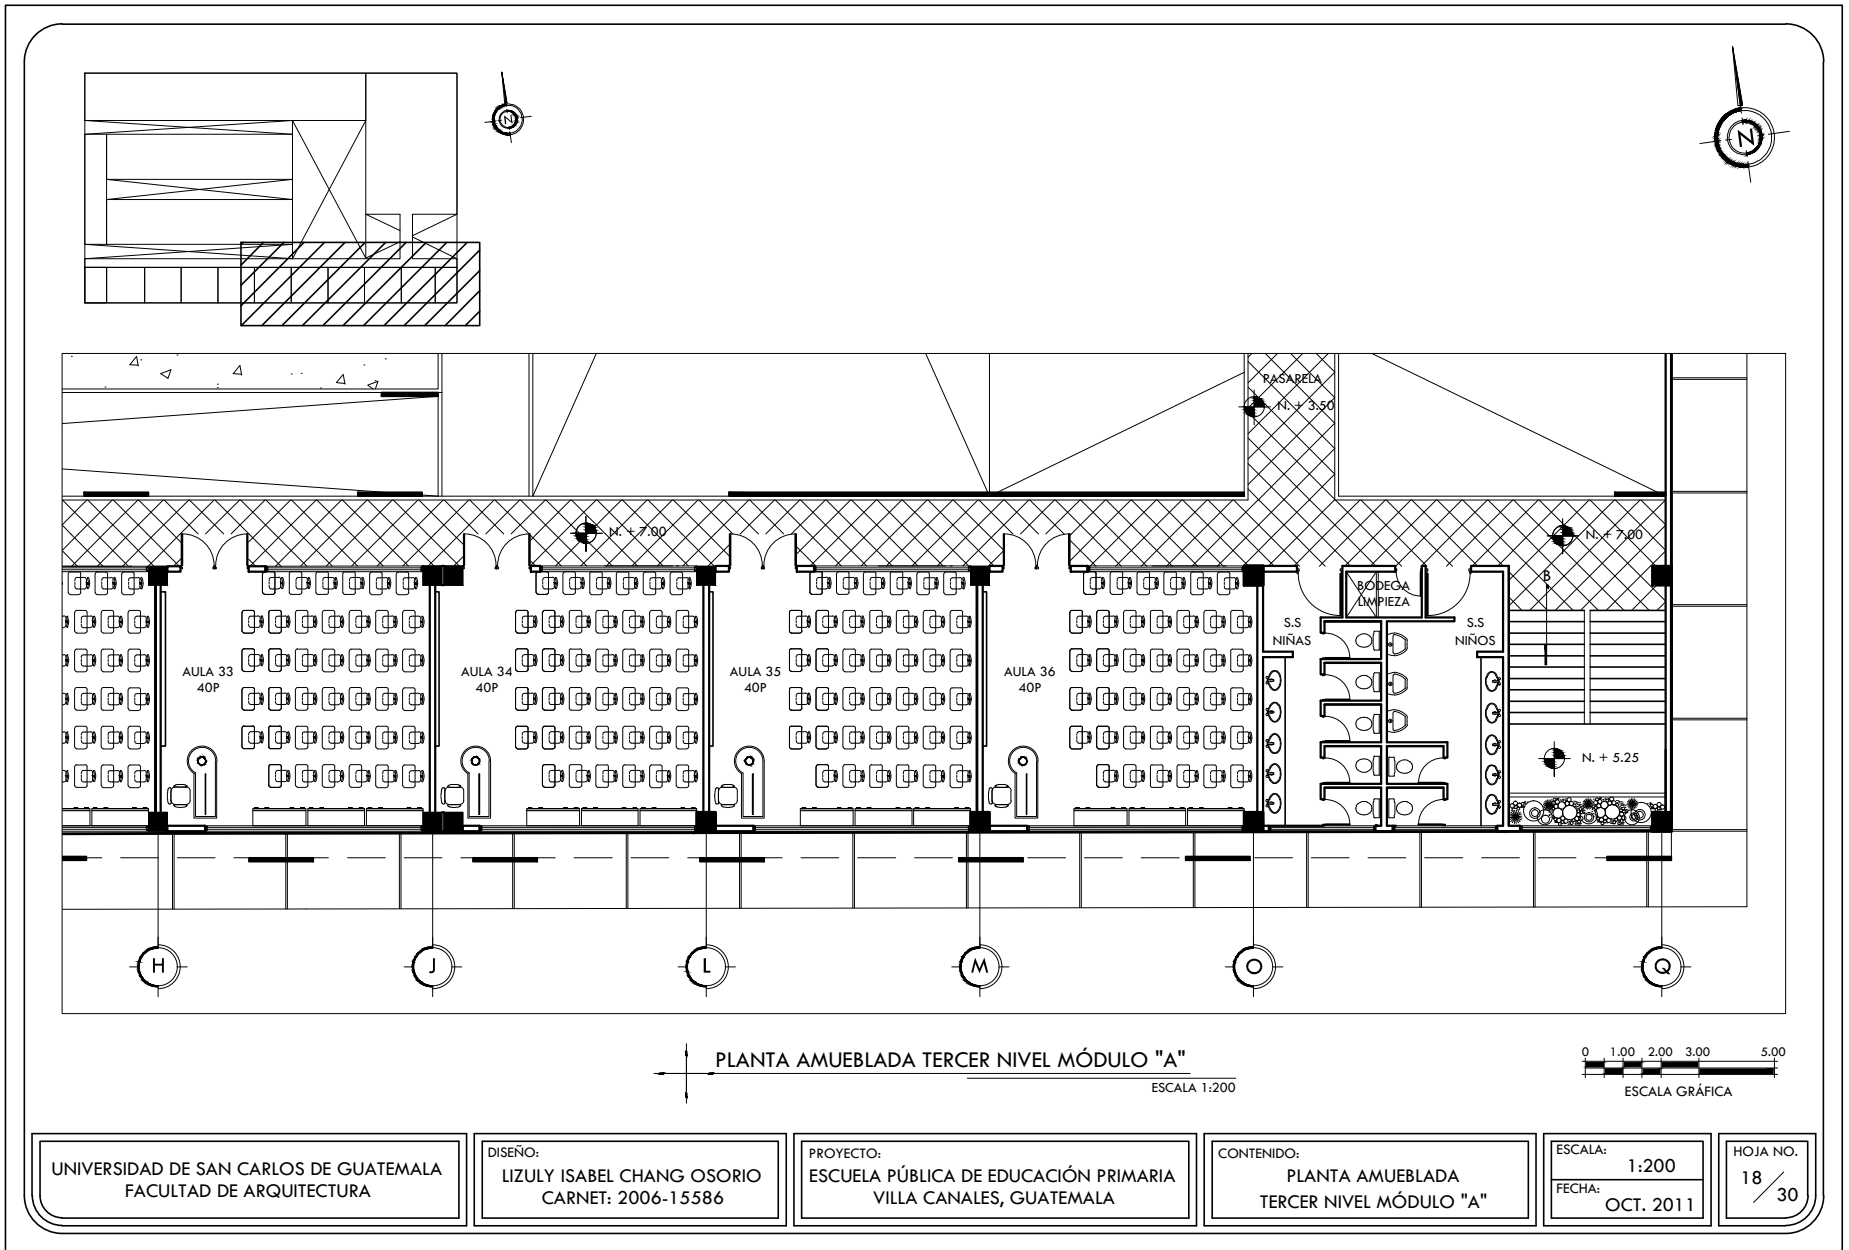 N
N
PASARELA
N. + 3.50
N. + 7.00
N. + 7.00
B
BODEGA
LIMPIEZA
S.S
NIÑAS
S.S
NIÑOS
AULA 33
40P
AULA 34
40P
AULA 35
40P
AULA 36
40P
N. + 5.25
H
J
L
M
O
Q
PLANTA AMUEBLADA TERCER NIVEL MÓDULO "A"
ESCALA 1:200
0 1.00 2.00 3.00 5.00
ESCALA GRÁFICA
UNIVERSIDAD DE SAN CARLOS DE GUATEMALA
FACULTAD DE ARQUITECTURA
DISEÑO:
LIZULY ISABEL CHANG OSORIO
CARNET: 2006-15586
PROYECTO:
ESCUELA PÚBLICA DE EDUCACIÓN PRIMARIA
VILLA CANALES, GUATEMALA
CONTENIDO:
PLANTA AMUEBLADA
TERCER NIVEL MÓDULO "A"
ESCALA:
1:200
FECHA:
OCT. 2011
HOJA NO.
18
30